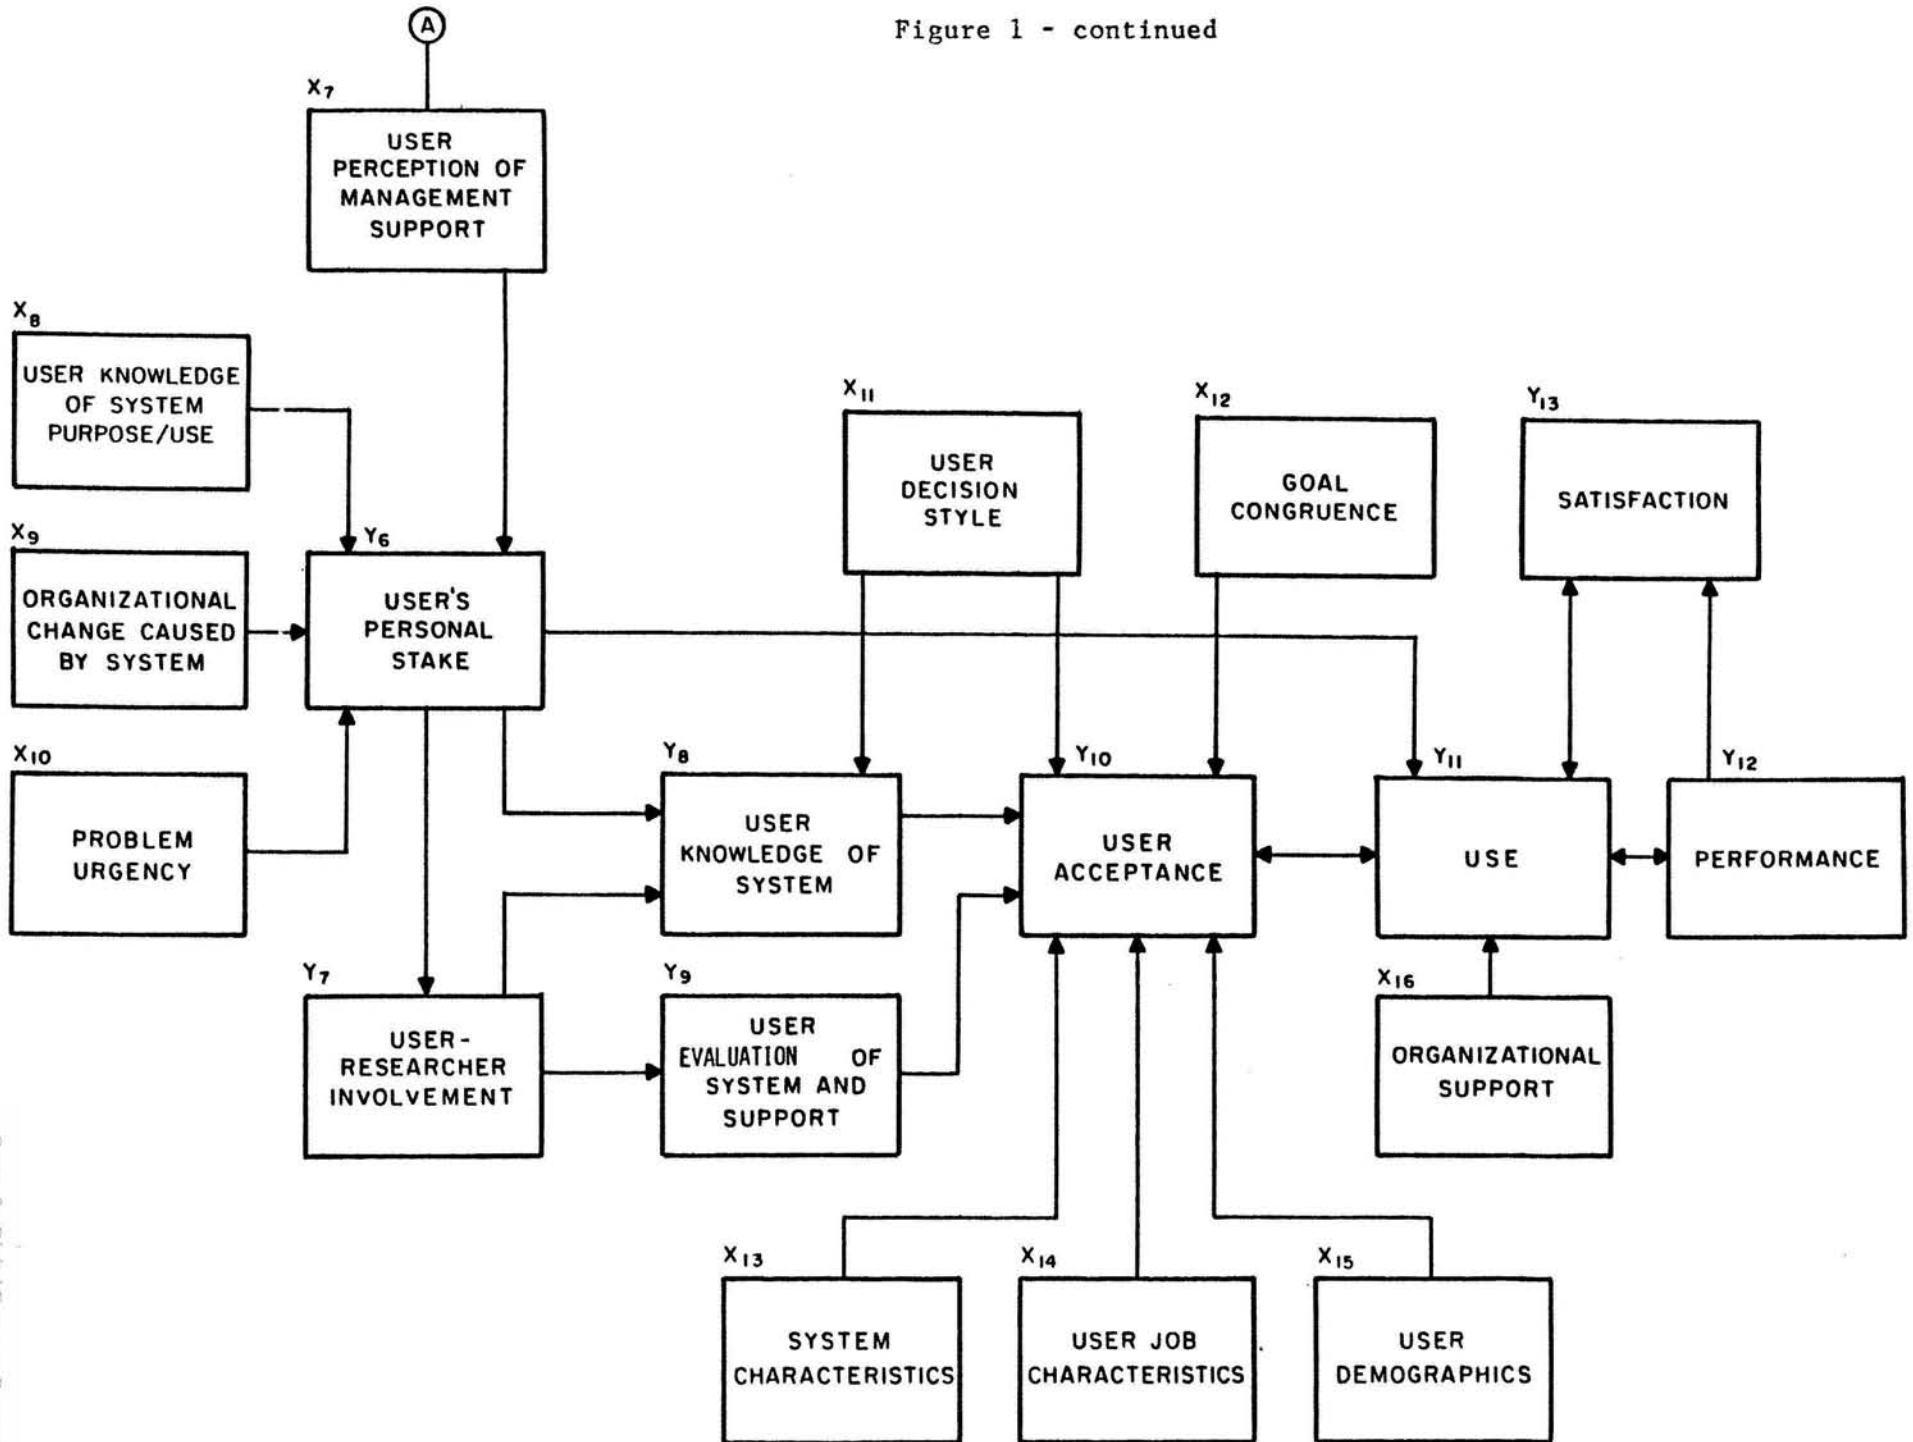 Figure 1 - continued
A
X7
USER
PERCEPTION OF
MANAGEMENT
SUPPORT
X8
USER KNOWLEDGE
OF SYSTEM
PURPOSE/USE
X9
ORGANIZATIONAL
CHANGE CAUSED
BY SYSTEM
X10
PROBLEM
URGENCY
Y6
USER'S
PERSONAL
STAKE
Y7
USER-
RESEARCHER
INVOLVEMENT
X11
USER
DECISION
STYLE
Y8
USER
KNOWLEDGE OF
SYSTEM
Y9
USER
EVALUATION OF
SYSTEM AND
SUPPORT
X12
GOAL
CONGRUENCE
Y10
USER
ACCEPTANCE
Y13
SATISFACTION
Y11
USE
Y12
PERFORMANCE
X16
ORGANIZATIONAL
SUPPORT
X13
SYSTEM
CHARACTERISTICS
X14
USER JOB
CHARACTERISTICS
X15
USER
DEMOGRAPHICS